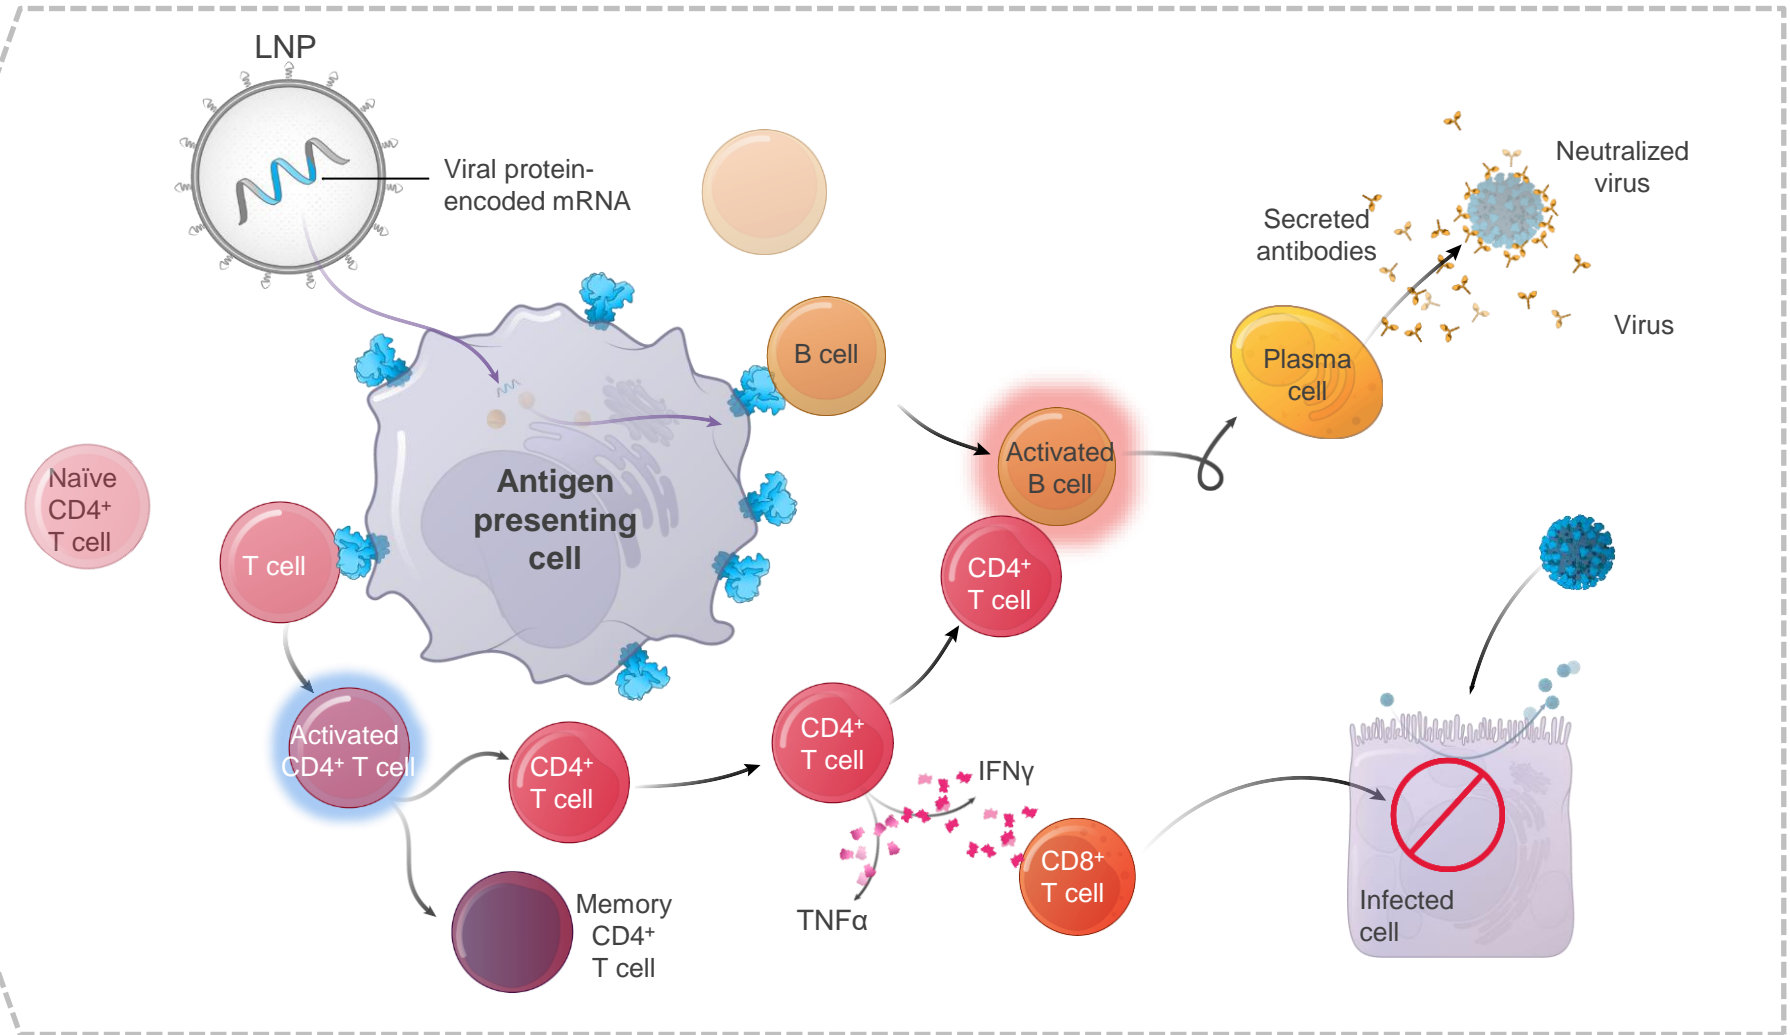 LNP
Viral protein-
encoded mRNA
Neutralized
virus
Secreted
antibodies
Virus
B cell
Plasma
cell
Activated
B cell
Naïve
CD4⁺
T cell
Antigen
presenting
cell
T cell
CD4⁺
T cell
Activated
CD4⁺ T cell
CD4⁺
T cell
CD4⁺
T cell
IFNγ
TNFα
CD8⁺
T cell
Memory
CD4⁺
T cell
Infected
cell